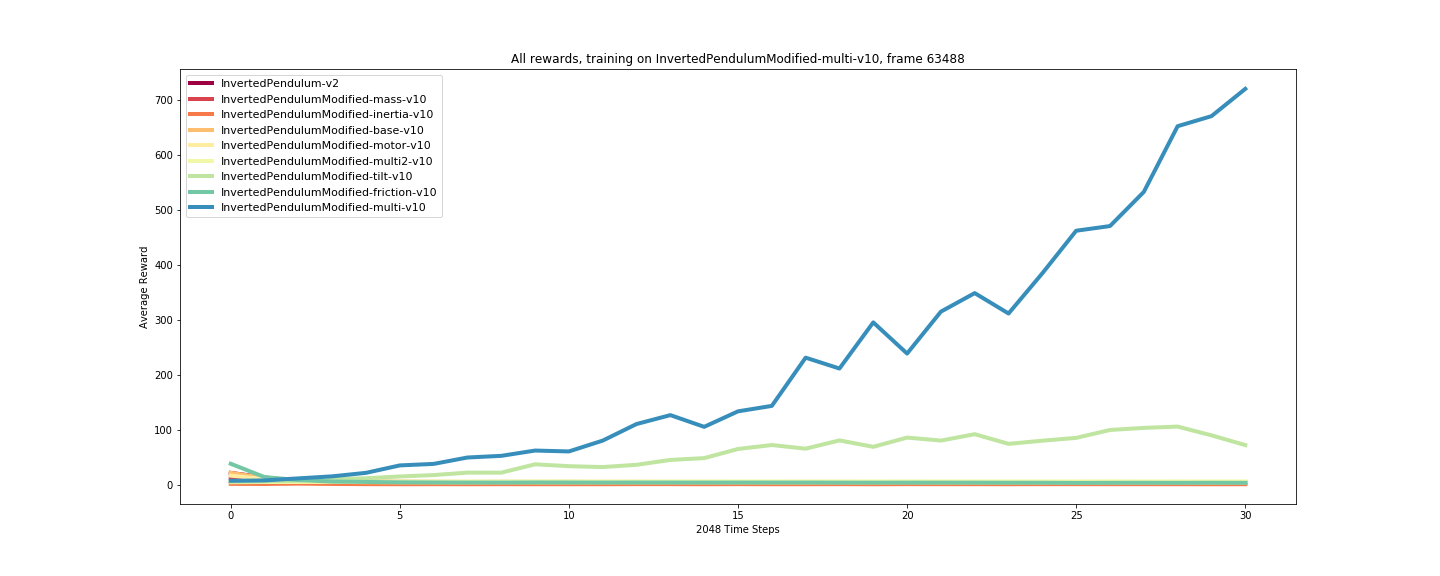 All rewards, training on InvertedPendulumModified-multi-v10, frame 63488
InvertedPendulum-v2
InvertedPendulumModified-mass-v10
InvertedPendulumModified-inertia-v10
InvertedPendulumModified-base-v10
InvertedPendulumModified-motor-v10
InvertedPendulumModified-multi2-v10
InvertedPendulumModified-tilt-v10
InvertedPendulumModified-friction-v10
InvertedPendulumModified-multi-v10
Average Reward
700
600
500
400
300
200
100
0
0 5 10 15 20 25 30
2048 Time Steps